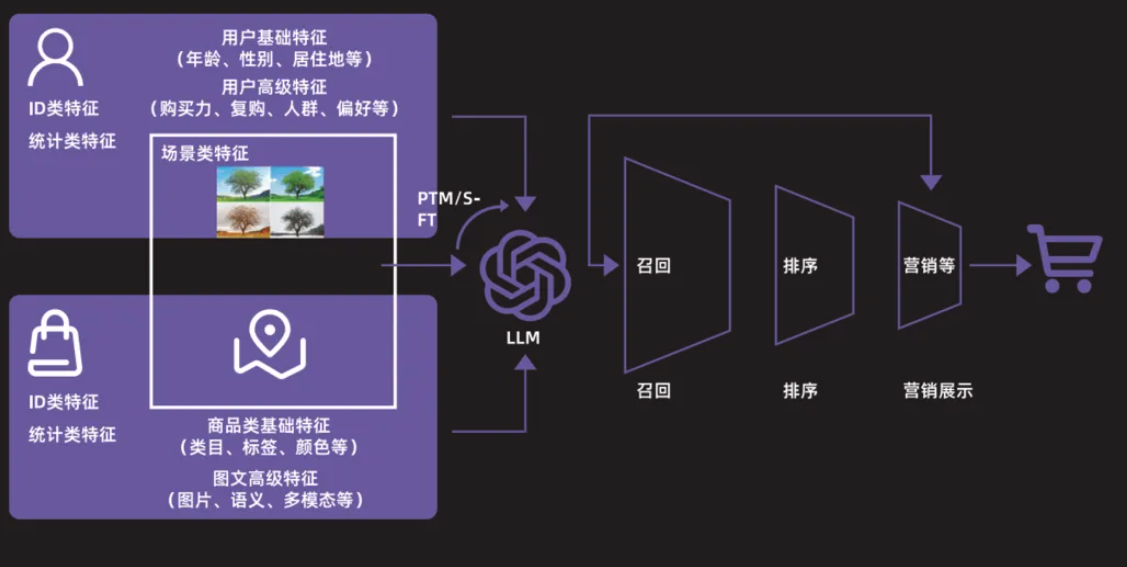 用户基础特征
（年龄、性别、居住地等）
用户高级特征
（购买力、复购、人群、偏好等）
ID类特征
统计类特征
场景类特征
PTM/S-
FT
LLM
ID类特征
统计类特征
商品类基础特征
（类目、标签、颜色等）
图文高级特征
（图片、语义、多模态等）
召回
排序
营销等
召回
排序
营销展示